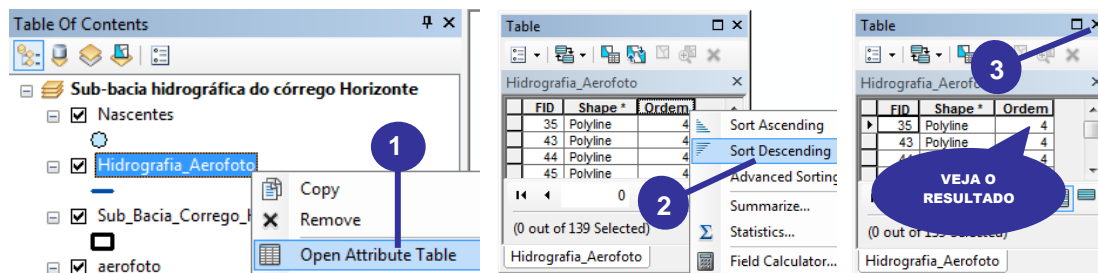 Table Of Contents
Sub-bacia hidrográfica do córrego Horizonte
Nascentes
Hidrografia_Aerofoto
Sub_Bacia_Corrego_
aerofoto
1
Copy
Remove
Open Attribute Table
Table
Hidrografia_Aerofoto
FID Shape * Ordem
35 Polyline 4
43 Polyline 4
44 Polyline 4
45 Polyline 4
0
(0 out of 139 Selected)
Hidrografia_Aerofoto
Sort Ascending
Sort Descending
Advanced Sorting
Summarize...
Statistics...
Field Calculator...
2
Table
3
Hidrografia_Aerofoto
FID Shape * Ordem
35 Polyline 4
43 Polyline 4
VEJA O
RESULTADO
(0 out of 139 Selected)
Hidrografia_Aerofoto